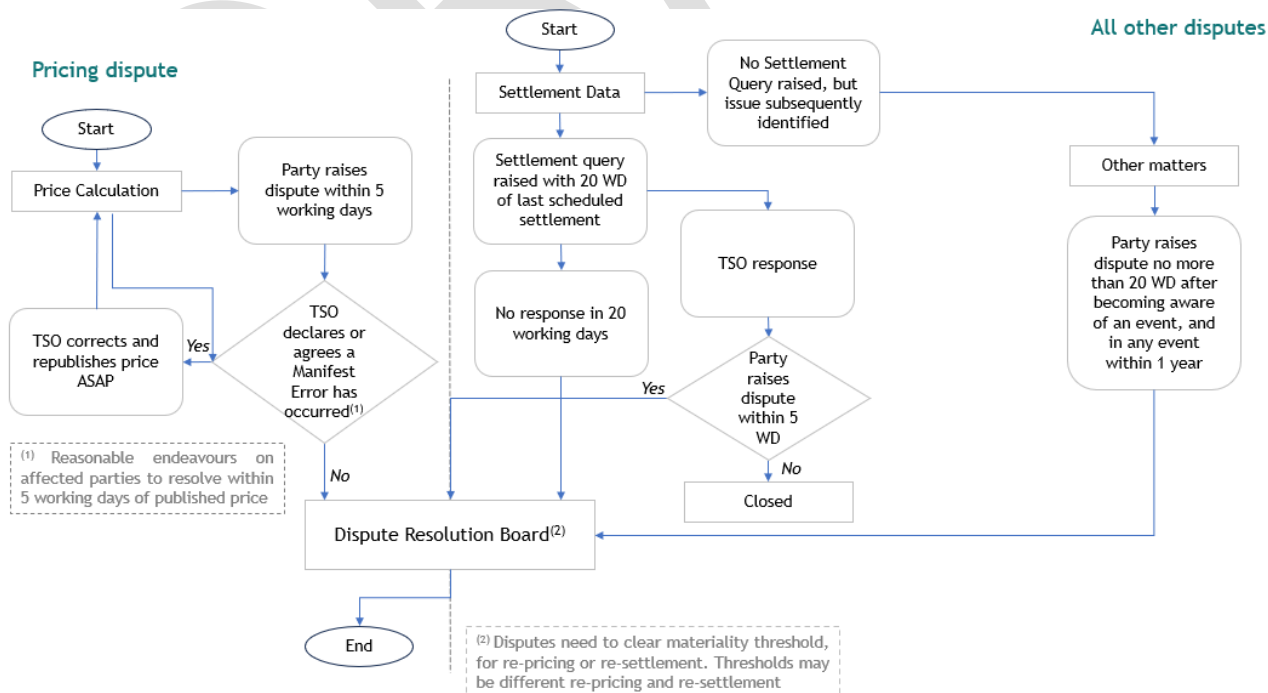 Pricing dispute
Start
Price Calculation
Party raises
dispute within 5
working days
TSO
declares or
agrees a
Manifest
Error has
occurred(1)
Yes
TSO corrects and
republishes price
ASAP
(1) Reasonable endeavours on
affected parties to resolve within
5 working days of published price
No
All other disputes
Start
Settlement Data
No Settlement
Query raised, but
issue subsequently
identified
Settlement query
raised with 20 WD
of last scheduled
settlement
No response in 20
working days
TSO response
Party
raises
dispute
within 5
WD
Yes
No
Closed
Other matters
Party raises
dispute no more
than 20 WD after
becoming aware
of an event, and
in any event
within 1 year
Dispute Resolution Board(2)
End
(2) Disputes need to clear materiality threshold,
for re-pricing or re-settlement. Thresholds may
be different re-pricing and re-settlement